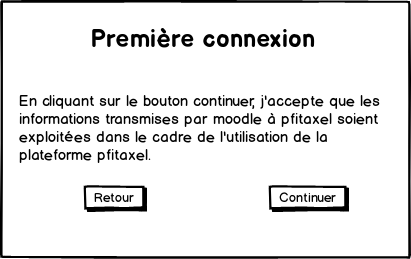 Première connexion
En cliquant sur le bouton continuer, j'accepte que les
informations transmises par moodle à pfitaxel soient
exploitées dans le cadre de l'utilisation de la
plateforme pfitaxel.
Retour
Continuer